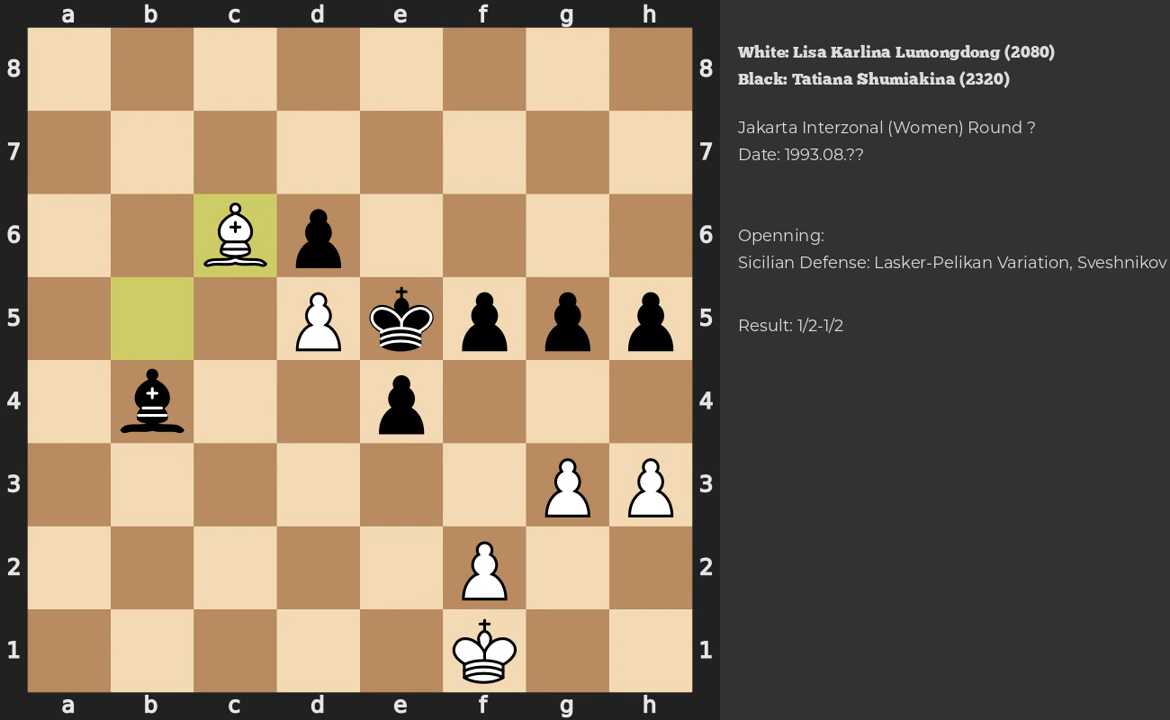 a b c d e f g h
8 8
7 7
6 6
5 5
4 4
3 3
2 2
1 1
a b c d e f g h
White: Lisa Karlina Lumongdong (2080)
Black: Tatiana Shumiakina (2320)
Jakarta Interzonal (Women) Round ?
Date: 1993.08.??
Openning:
Sicilian Defense: Lasker-Pelikan Variation, Sveshnikov
Result: 1/2-1/2